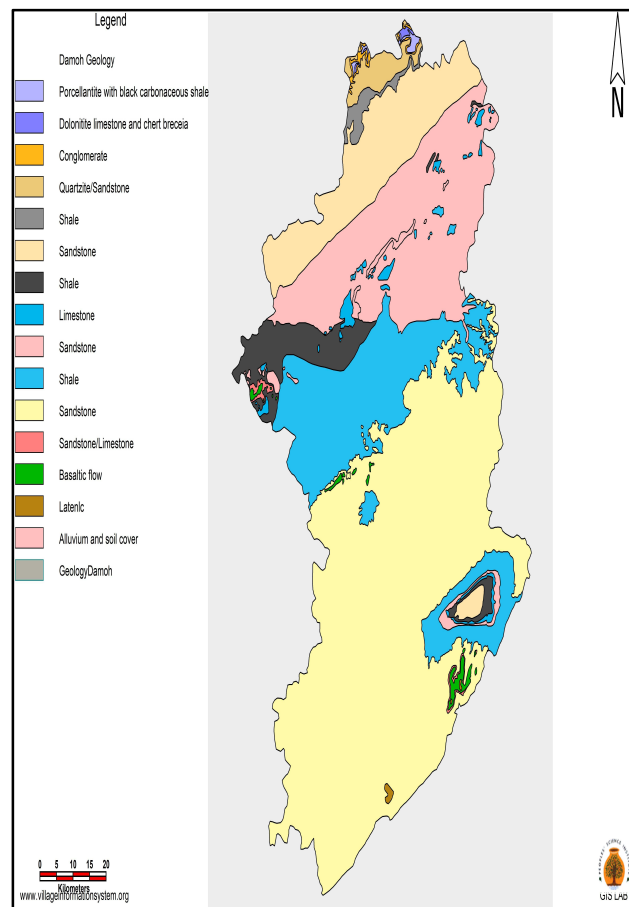 Legend
Damoh Geology
Porcellantite with black carbonaceous shale
Dolonitite limestone and chert breceia
Conglomerate
Quartzite/Sandstone
Shale
Sandstone
Shale
Limestone
Sandstone
Shale
Sandstone
Sandstone/Limestone
Basaltic flow
Latenlc
Alluvium and soil cover
GeologyDamoh
N
0 5 10 15 20
Kilometers
www.villageinformationsystem.org
GIS LAB